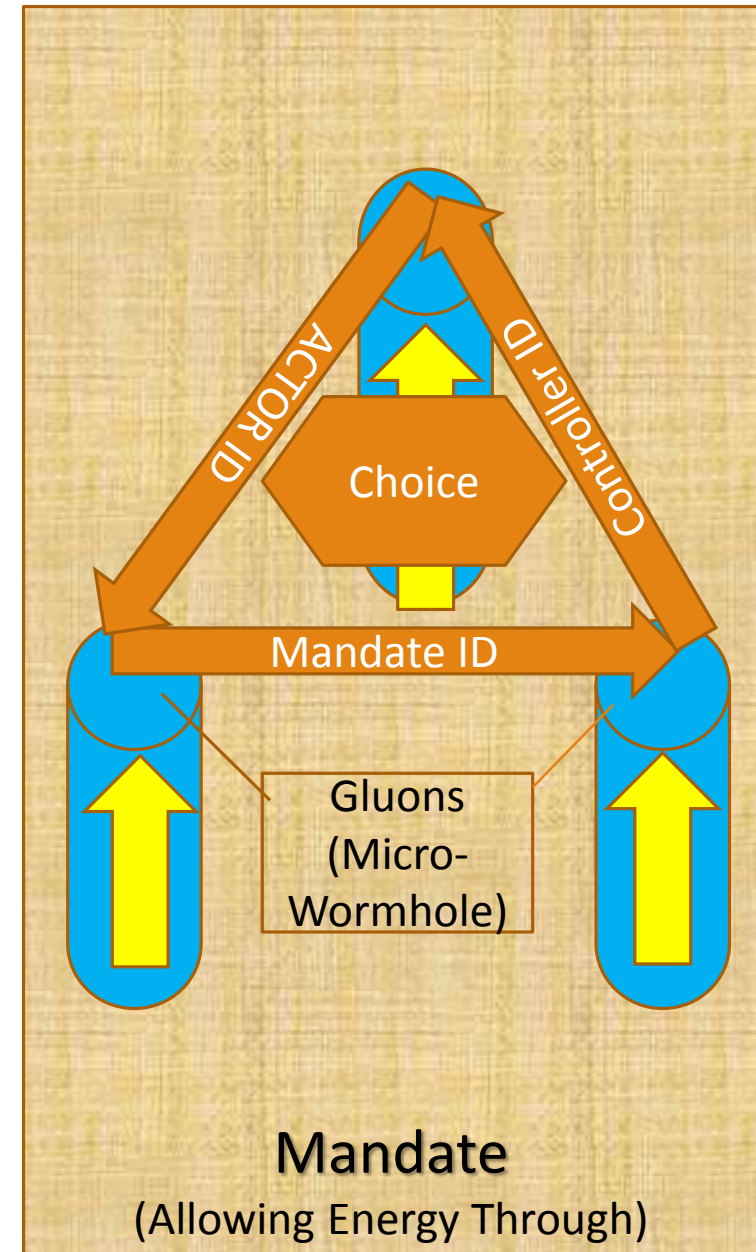 ACTOR ID
Controller ID
Choice
Mandate ID
Gluons
(Micro-
Wormhole)
Mandate
(Allowing Energy Through)